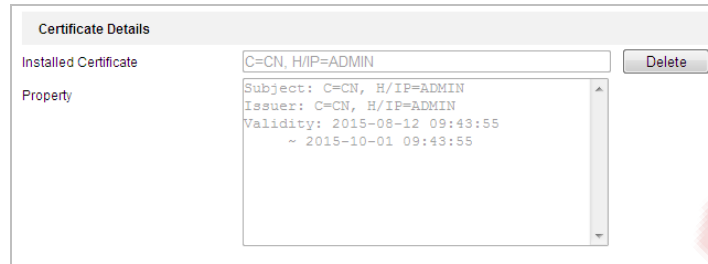 Certificate Details
Installed Certificate C=CN, H/IP=ADMIN Delete
Property Subject: C=CN, H/IP=ADMIN
Issuer: C=CN, H/IP=ADMIN
Validity: 2015-08-12 09:43:55
~ 2015-10-01 09:43:55